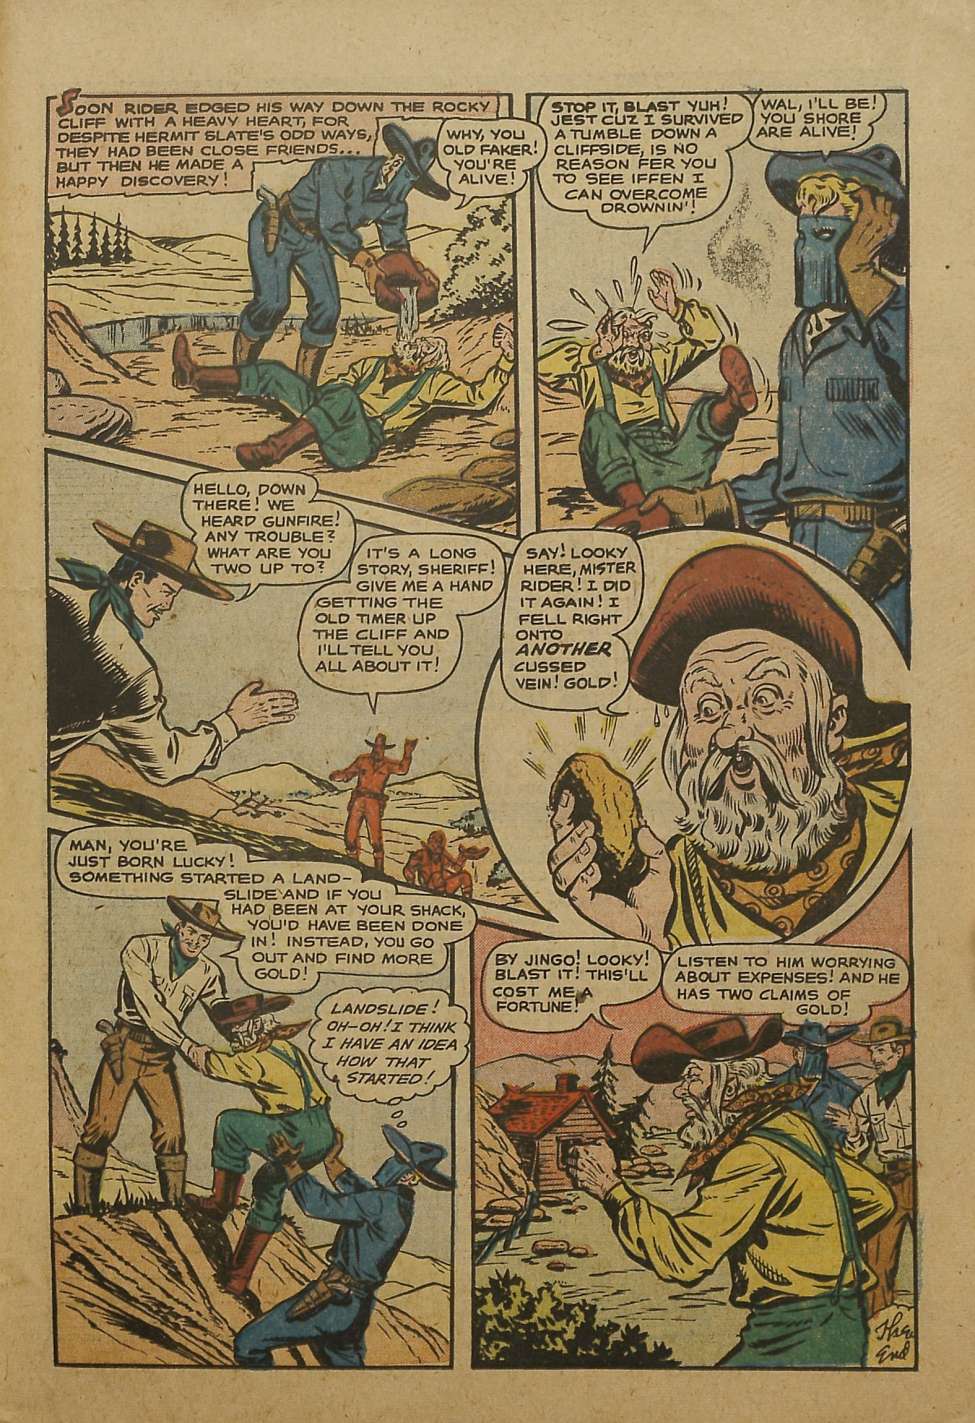 SOON RIDER EDGED HIS WAY DOWN THE ROCKY
CLIFF WITH A HEAVY HEART, FOR
DESPITE HERMIT SLATE'S ODD WAYS,
THEY HAD BEEN CLOSE FRIENDS...
BUT THEN HE MADE A
HAPPY DISCOVERY!
WHY, YOU
OLD FAKER!
YOU'RE
ALIVE!
STOP IT, BLAST YUH!
JEST CUZ I SURVIVED
A TUMBLE DOWN A
CLIFFSIDE, IS NO
REASON FER YOU
TO SEE IFFEN I
CAN OVERCOME
DROWNIN'!
WAL, I'LL BE!
YOU SHORE
ARE ALIVE!
HELLO, DOWN
THERE! WE
HEARD GUNFIRE!
ANY TROUBLE?
WHAT ARE YOU
TWO UP TO?
IT'S A LONG
STORY, SHERIFF!
GIVE ME A HAND
GETTING THE
OLD TIMER UP
THE CLIFF AND
I'LL TELL YOU
ALL ABOUT IT!
SAY! LOOKY
HERE, MISTER
RIDER! I DID
IT AGAIN! I
FELL RIGHT
ONTO
ANOTHER
CUSSED
VEIN! GOLD!
MAN, YOU'RE
JUST BORN LUCKY!
SOMETHING STARTED A LAND-
SLIDE AND IF YOU
HAD BEEN AT YOUR SHACK,
YOU'D HAVE BEEN DONE
IN! INSTEAD, YOU GO
OUT AND FIND MORE
GOLD!
LANDSLIDE!
OH-OH! I THINK
I HAVE AN IDEA
HOW THAT
STARTED!
BY JINGO! LOOKY!
BLAST IT! THIS'LL
COST ME A
FORTUNE!
LISTEN TO HIM WORRYING
ABOUT EXPENSES! AND HE
HAS TWO CLAIMS OF
GOLD!
End